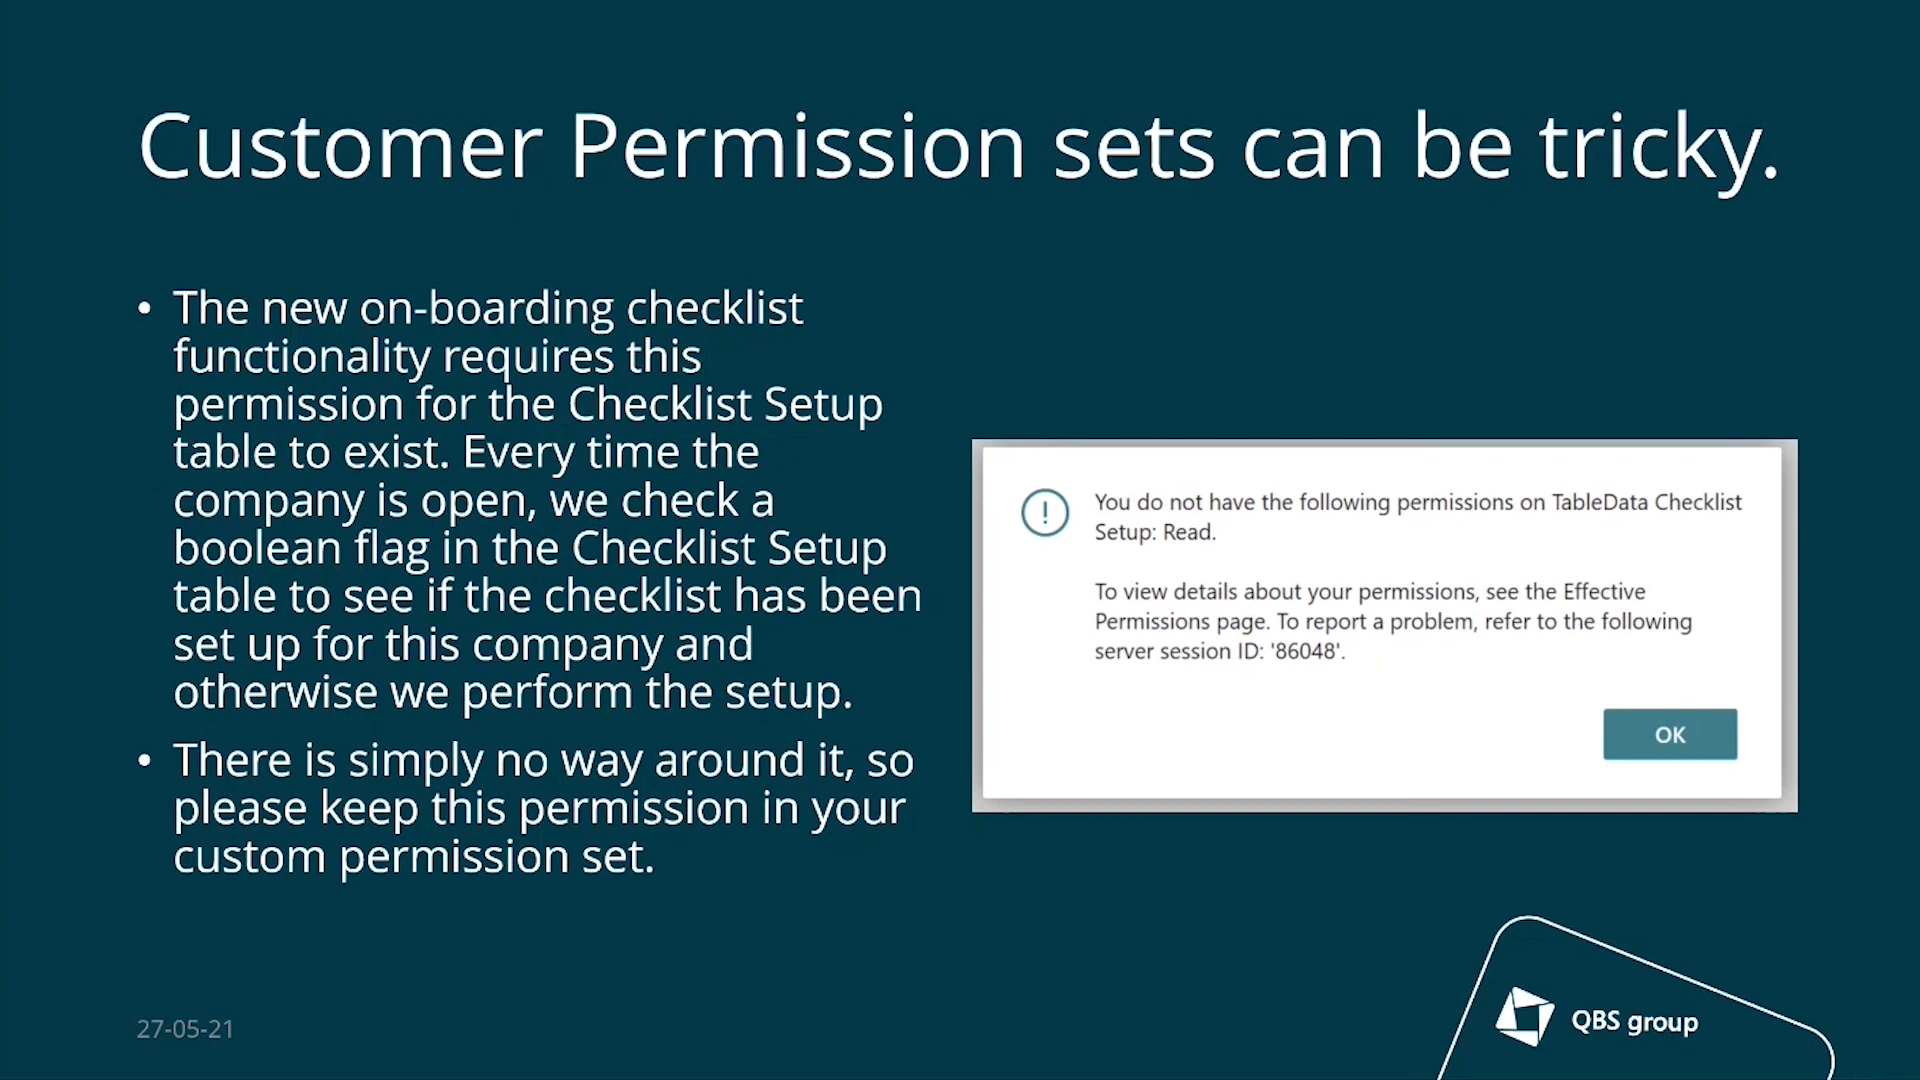 Customer Permission sets can be tricky.
• The new on-boarding checklist
functionality requires this
permission for the Checklist Setup
table to exist. Every time the
company is open, we check a
boolean flag in the Checklist Setup
table to see if the checklist has been
set up for this company and
otherwise we perform the setup.
• There is simply no way around it, so
please keep this permission in your
custom permission set.
You do not have the following permissions on TableData Checklist
Setup: Read.
To view details about your permissions, see the Effective
Permissions page. To report a problem, refer to the following
server session ID: '86048'.
OK
27-05-21
QBS group